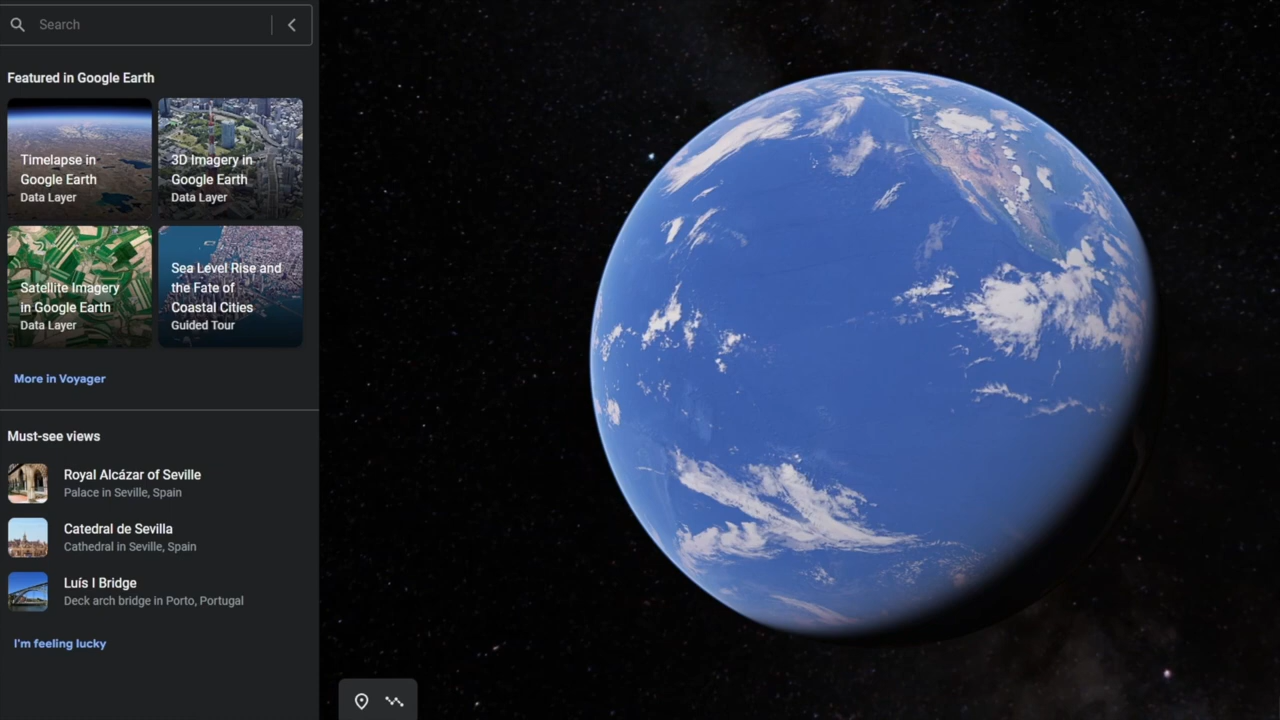 Search
Featured in Google Earth
Timelapse in
Google Earth
Data Layer
3D Imagery in
Google Earth
Data Layer
Satellite Imagery
in Google Earth
Data Layer
Sea Level Rise and
the Fate of
Coastal Cities
Guided Tour
More in Voyager
Must-see views
Royal Alcázar of Seville
Palace in Seville, Spain
Catedral de Sevilla
Cathedral in Seville, Spain
Luís I Bridge
Deck arch bridge in Porto, Portugal
I'm feeling lucky